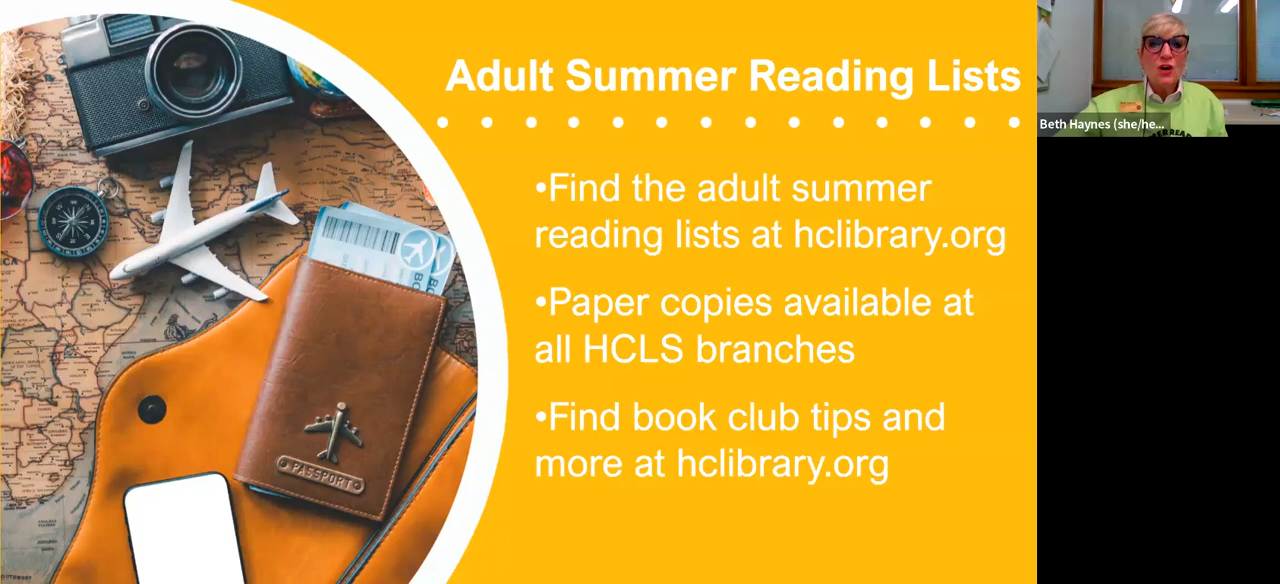 Adult Summer Reading Lists
•Find the adult summer
reading lists at hclibrary.org
•Paper copies available at
all HCLS branches
•Find book club tips and
more at hclibrary.org
Beth Haynes (she/he...
PASSPORT